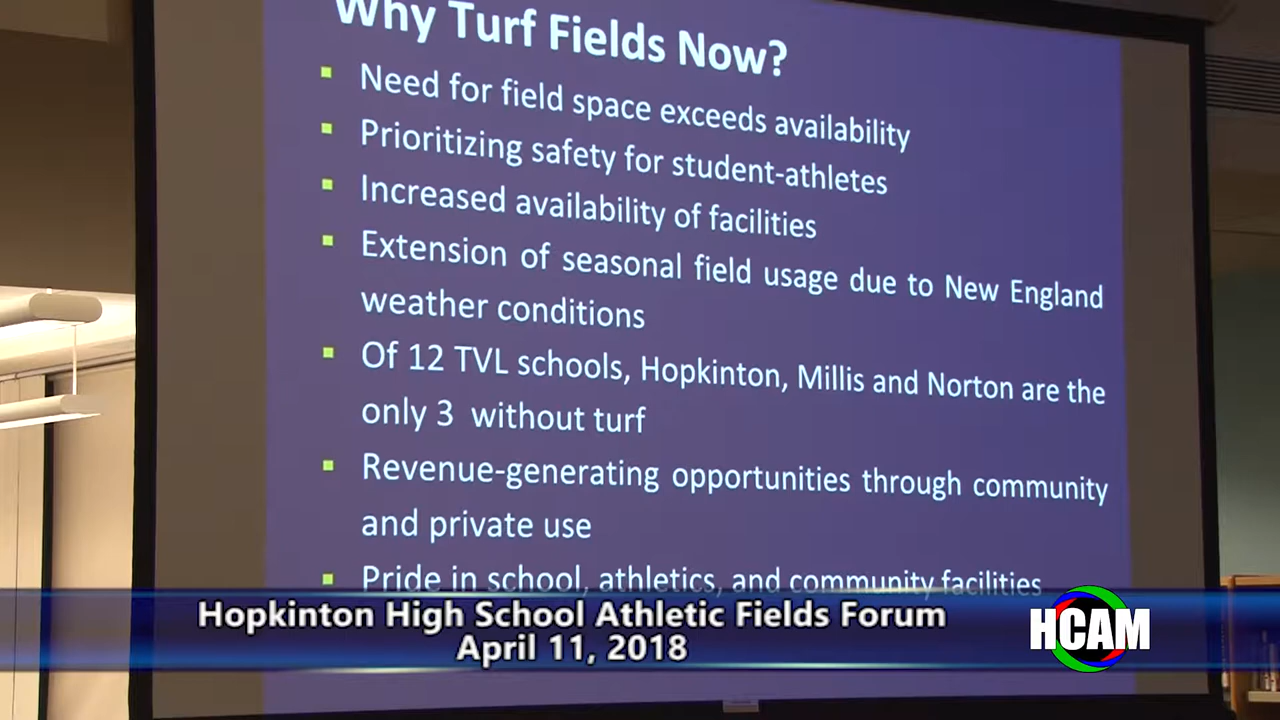 Why Turf Fields Now?
Need for field space exceeds availability
Prioritizing safety for student-athletes
Increased availability of facilities
Extension of seasonal field usage due to New England
weather conditions
Of 12 TVL schools, Hopkinton, Millis and Norton are the
only 3 without turf
Revenue-generating opportunities through community
and private use
Pride in school, athletics, and community facilities
Hopkinton High School Athletic Fields Forum
April 11, 2018
HCAM